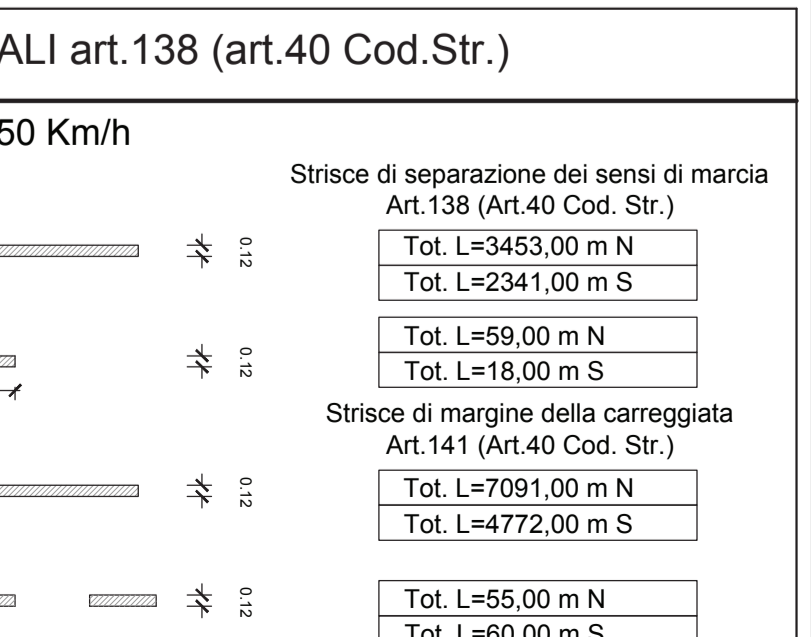 ALI art.138 (art.40 Cod.Str.)
50 Km/h
Strisce di separazione dei sensi di marcia
Art.138 (Art.40 Cod. Str.)
0.12
Tot. L=3453,00 m N
Tot. L=2341,00 m S
0.12
Tot. L=59,00 m N
Tot. L=18,00 m S
Strisce di margine della carreggiata
Art.141 (Art.40 Cod. Str.)
0.12
Tot. L=7091,00 m N
Tot. L=4772,00 m S
0.12
Tot. L=55,00 m N
Tot. L=60,00 m S